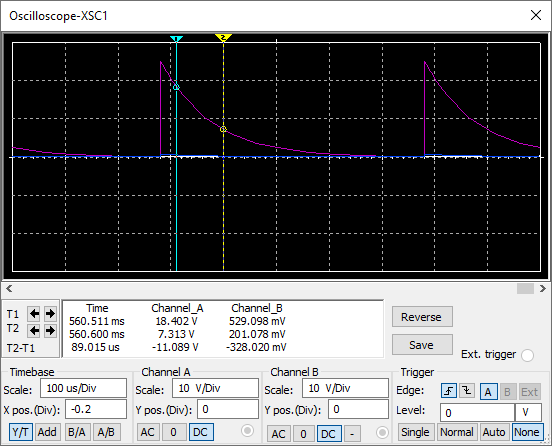 Oscilloscope-XSC1
1 2
T1
T2
T2-T1
Time Channel_A Channel_B
560.511 ms 18.402 V 529.098 mV
560.600 ms 7.313 V 201.078 mV
89.015 us -11.089 V -328.020 mV
Reverse
Save
Ext. trigger
Timebase
Scale: 100 us/Div
X pos.(Div): -0.2
Y/T Add B/A A/B
Channel A
Scale: 10 V/Div
Y pos.(Div): 0
AC 0 DC
Channel B
Scale: 10 V/Div
Y pos.(Div): 0
AC 0 DC -
Trigger
Edge: A B Ext
Level: 0 V
Single Normal Auto None